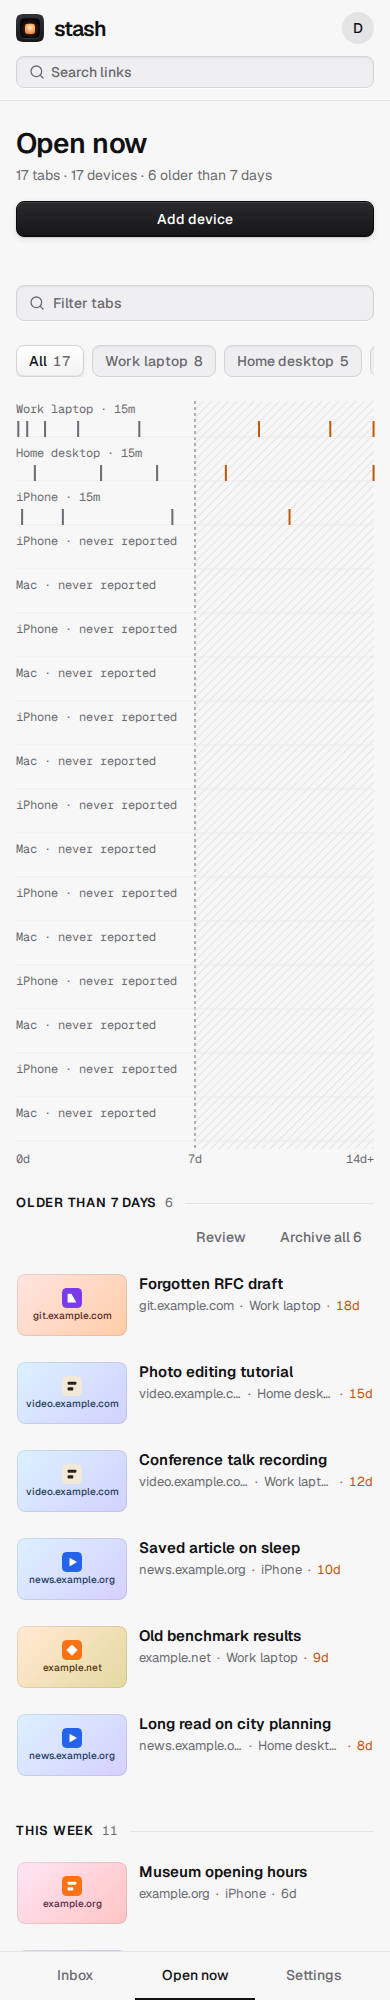 stash
D
Search links
Open now
17 tabs · 17 devices · 6 older than 7 days
Add device
Filter tabs
All 17
Work laptop 8
Home desktop 5
Work laptop · 15m
Home desktop · 15m
iPhone · 15m
iPhone · never reported
Mac · never reported
iPhone · never reported
Mac · never reported
iPhone · never reported
Mac · never reported
iPhone · never reported
Mac · never reported
iPhone · never reported
Mac · never reported
iPhone · never reported
Mac · never reported
iPhone · never reported
Mac · never reported
0d 7d 14d+
OLDER THAN 7 DAYS 6
Review Archive all 6
git.example.com
Forgotten RFC draft
git.example.com · Work laptop · 18d
video.example.com
Photo editing tutorial
video.example.c… · Home desk… · 15d
video.example.com
Conference talk recording
video.example.co… · Work lapt… · 12d
news.example.org
Saved article on sleep
news.example.org · iPhone · 10d
example.net
Old benchmark results
example.net · Work laptop · 9d
news.example.org
Long read on city planning
news.example.o… · Home deskt… · 8d
THIS WEEK 11
example.org
Museum opening hours
example.org · iPhone · 6d
Inbox
Open now
Settings